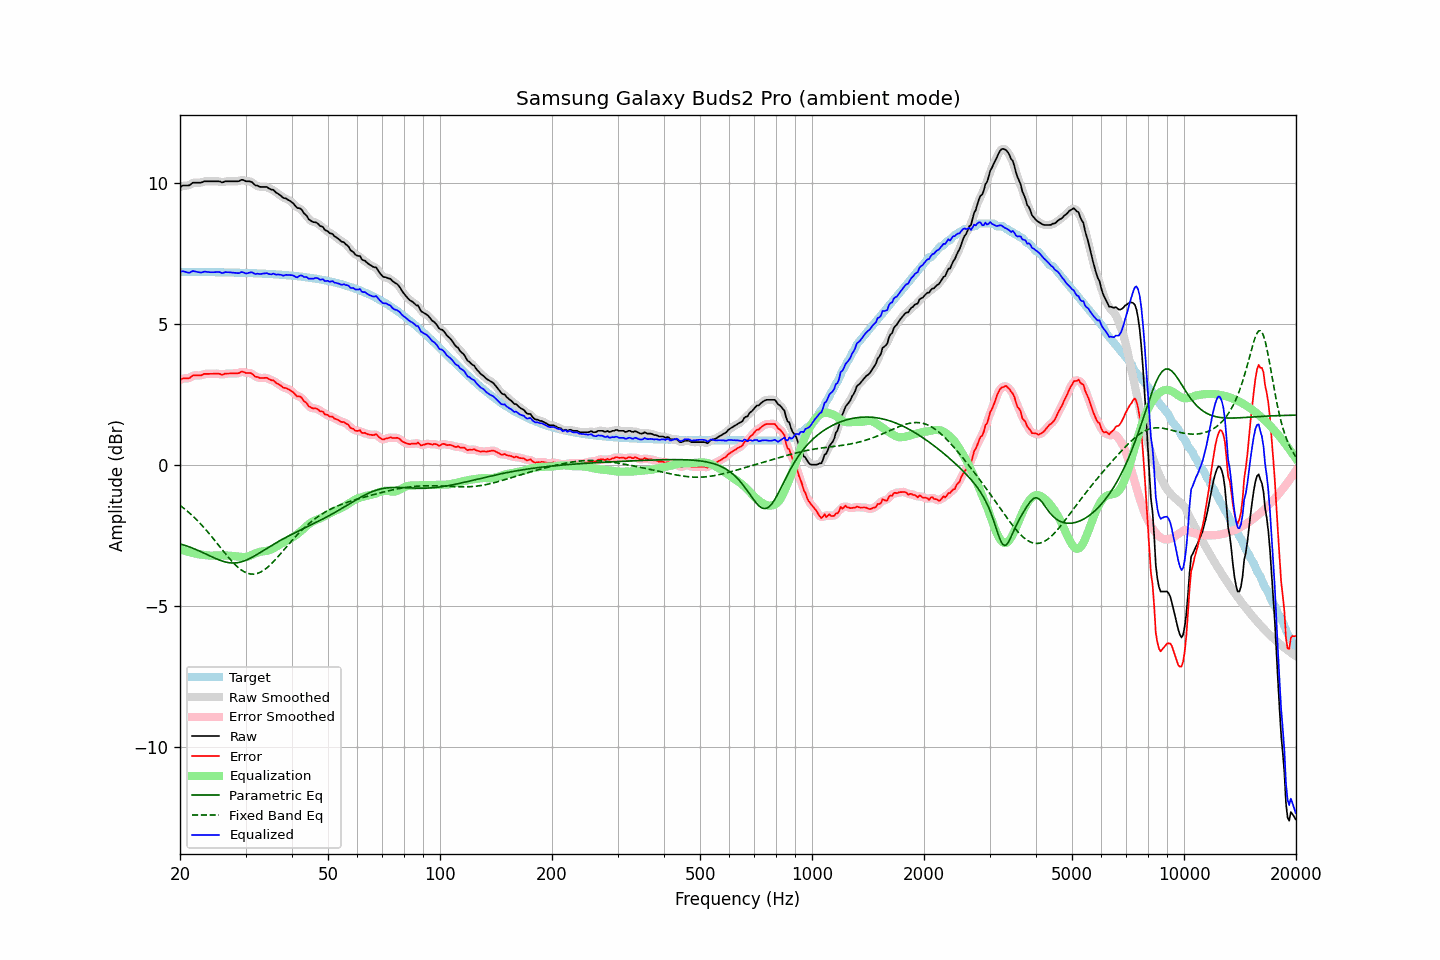 Samsung Galaxy Buds2 Pro (ambient mode)
Amplitude (dBr)
10
5
0
−5
−10
Target
Raw Smoothed
Error Smoothed
Raw
Error
Equalization
Parametric Eq
Fixed Band Eq
Equalized
20 50 100 200 500 1000 2000 5000 10000 20000
Frequency (Hz)